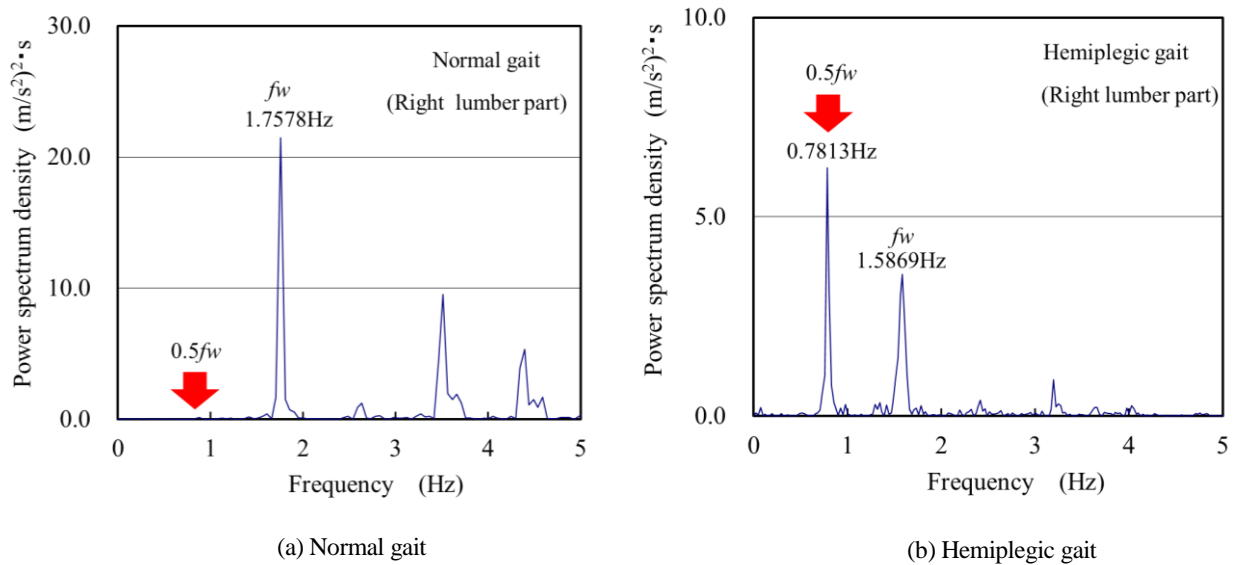 Power spectrum density (m/s²)²・s
30.0
20.0
10.0
0.0
Normal gait
(Right lumber part)
fw
1.7578Hz
0.5fw
0 1 2 3 4 5
Frequency (Hz)
(a) Normal gait
Power spectrum density (m/s²)²・s
10.0
5.0
0.0
Hemiplegic gait
(Right lumber part)
0.5fw
0.7813Hz
fw
1.5869Hz
0 1 2 3 4 5
Frequency (Hz)
(b) Hemiplegic gait